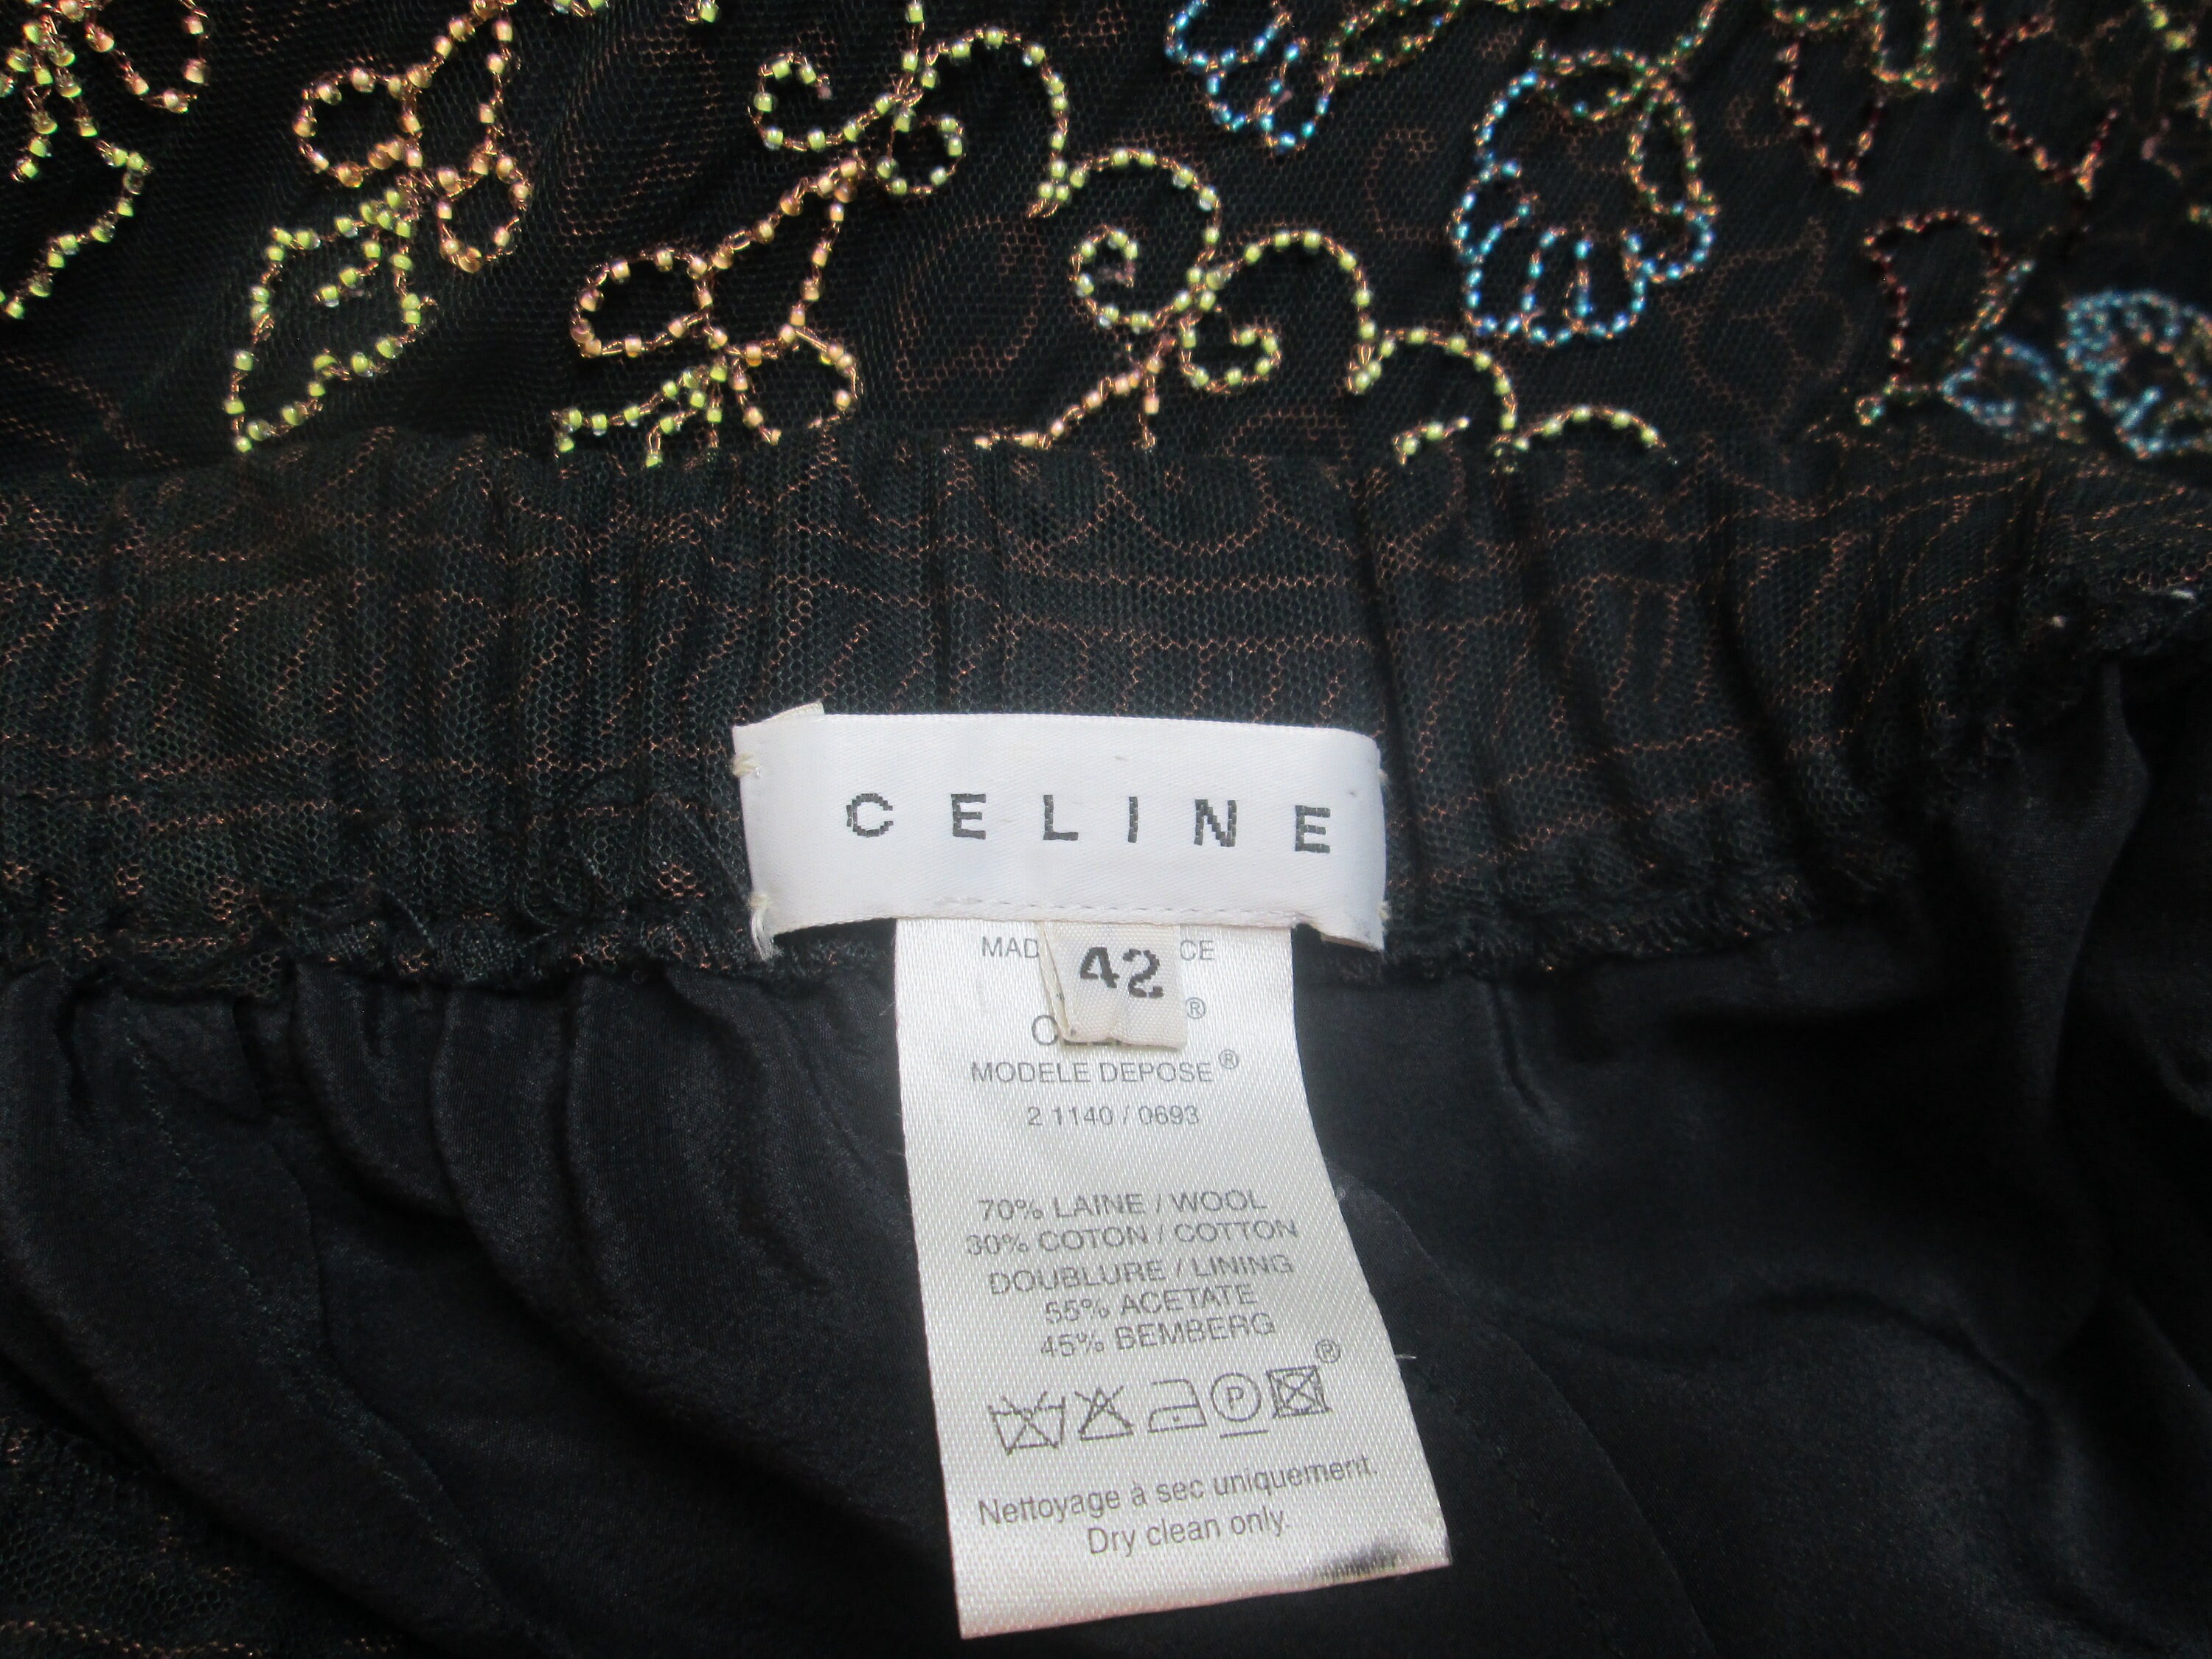 CELINE
42
MODELE DEPOSE®
2 1140 / 0693
70% LAINE / WOOL
30% COTON / COTTON
DOUBLURE / LINING
55% ACETATE
45% BEMBERG
®
P
Nettoyage à sec uniquement.
Dry clean only.